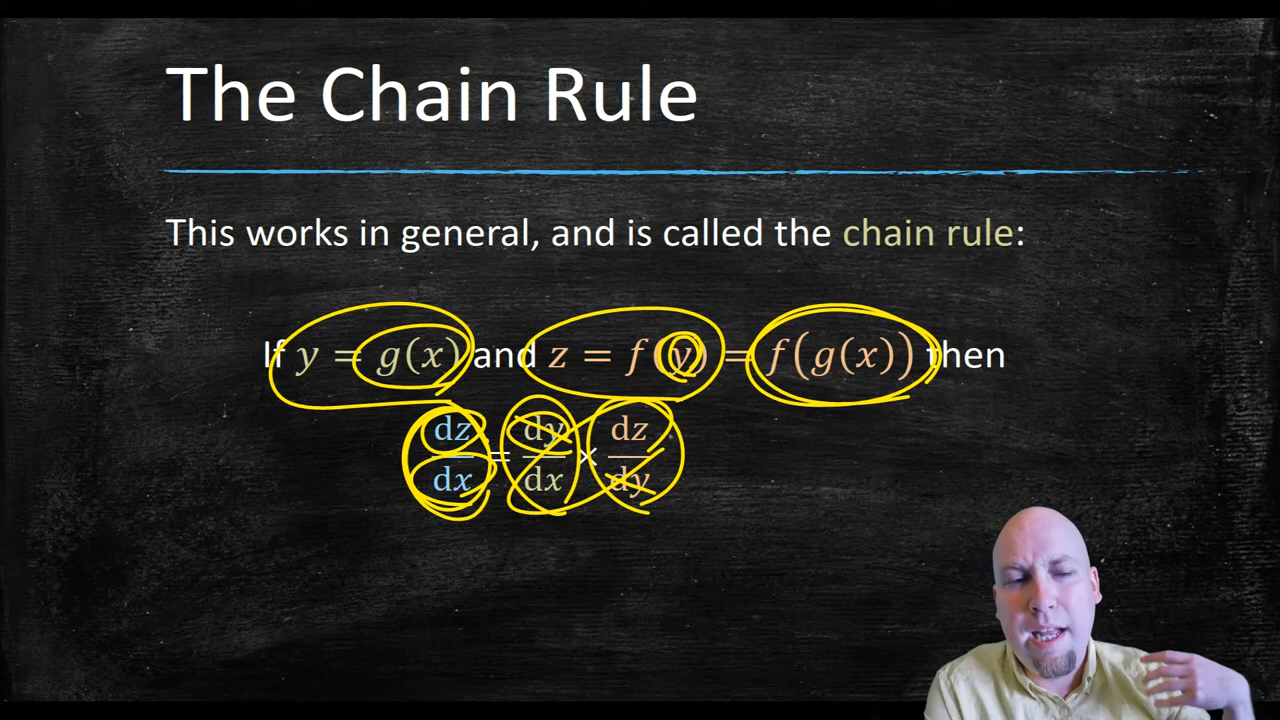 The Chain Rule
This works in general, and is called the chain rule:
If y = g(x) and z = f(y) = f(g(x)) then
dz/dx = dy/dx × dz/dy